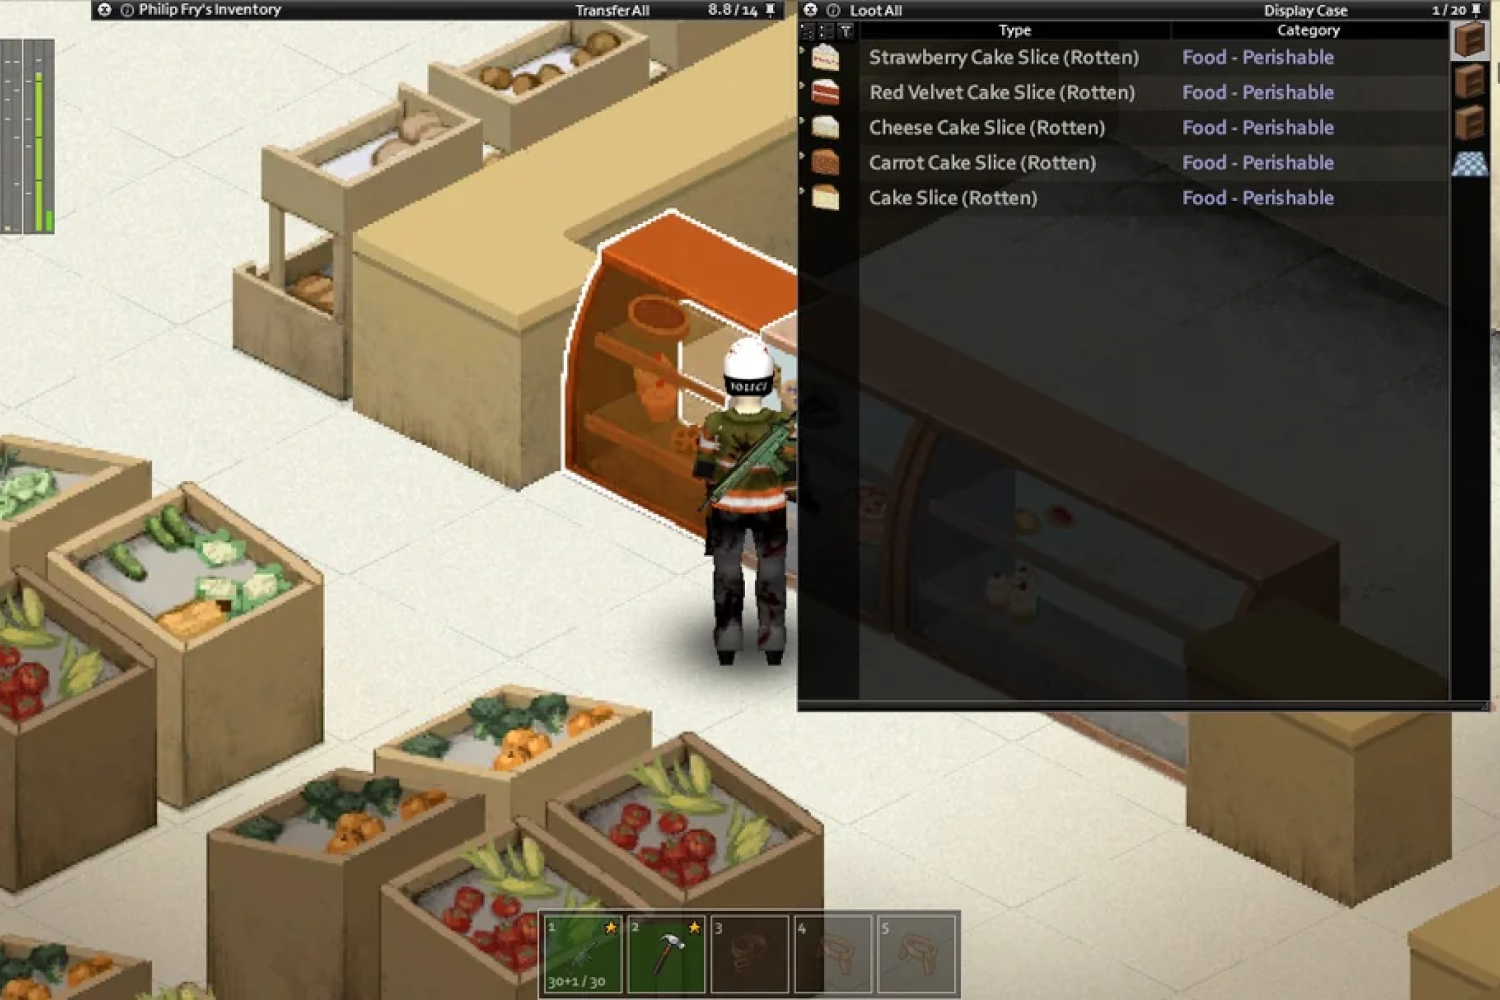 Philip Fry's Inventory Transfer All 8.8 / 14
Loot All Display Case 1 / 20
Type Category
Strawberry Cake Slice (Rotten) Food - Perishable
Red Velvet Cake Slice (Rotten) Food - Perishable
Cheese Cake Slice (Rotten) Food - Perishable
Carrot Cake Slice (Rotten) Food - Perishable
Cake Slice (Rotten) Food - Perishable
POLICE
1 2 3 4 5
30+1 / 30